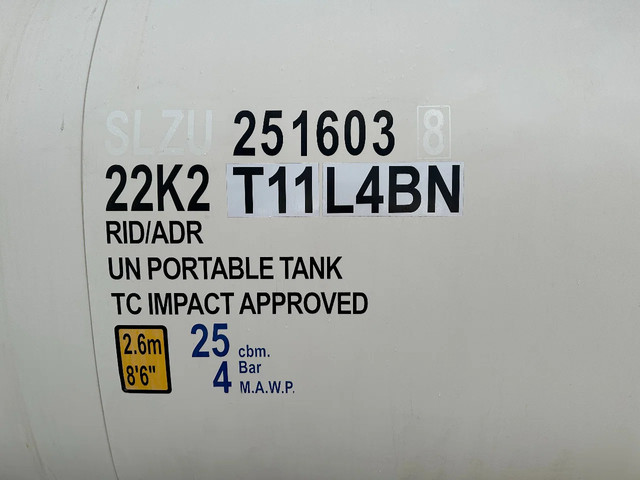 SLZU 251603 8
22K2 T11 L4BN
RID/ADR
UN PORTABLE TANK
TC IMPACT APPROVED
2.6m
8'6"
25 cbm.
4 Bar
M.A.W.P.